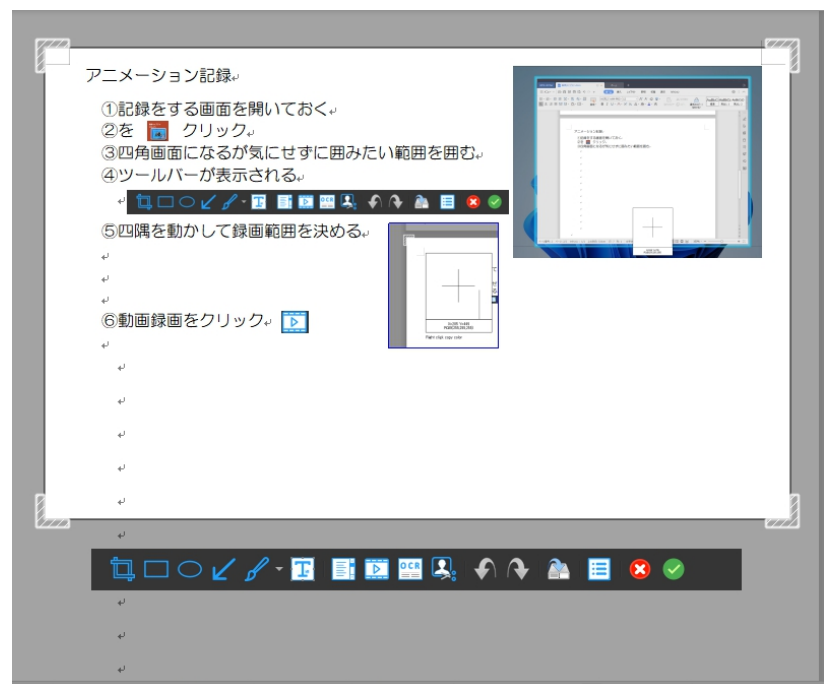 アニメーション記録
①記録をする画面を開いておく
②を クリック
③四角画面になるが気にせずに囲みたい範囲を囲む
④ツールバーが表示される
T OCR
⑤四隅を動かして録画範囲を決める
⑥動画録画をクリック
T OCR